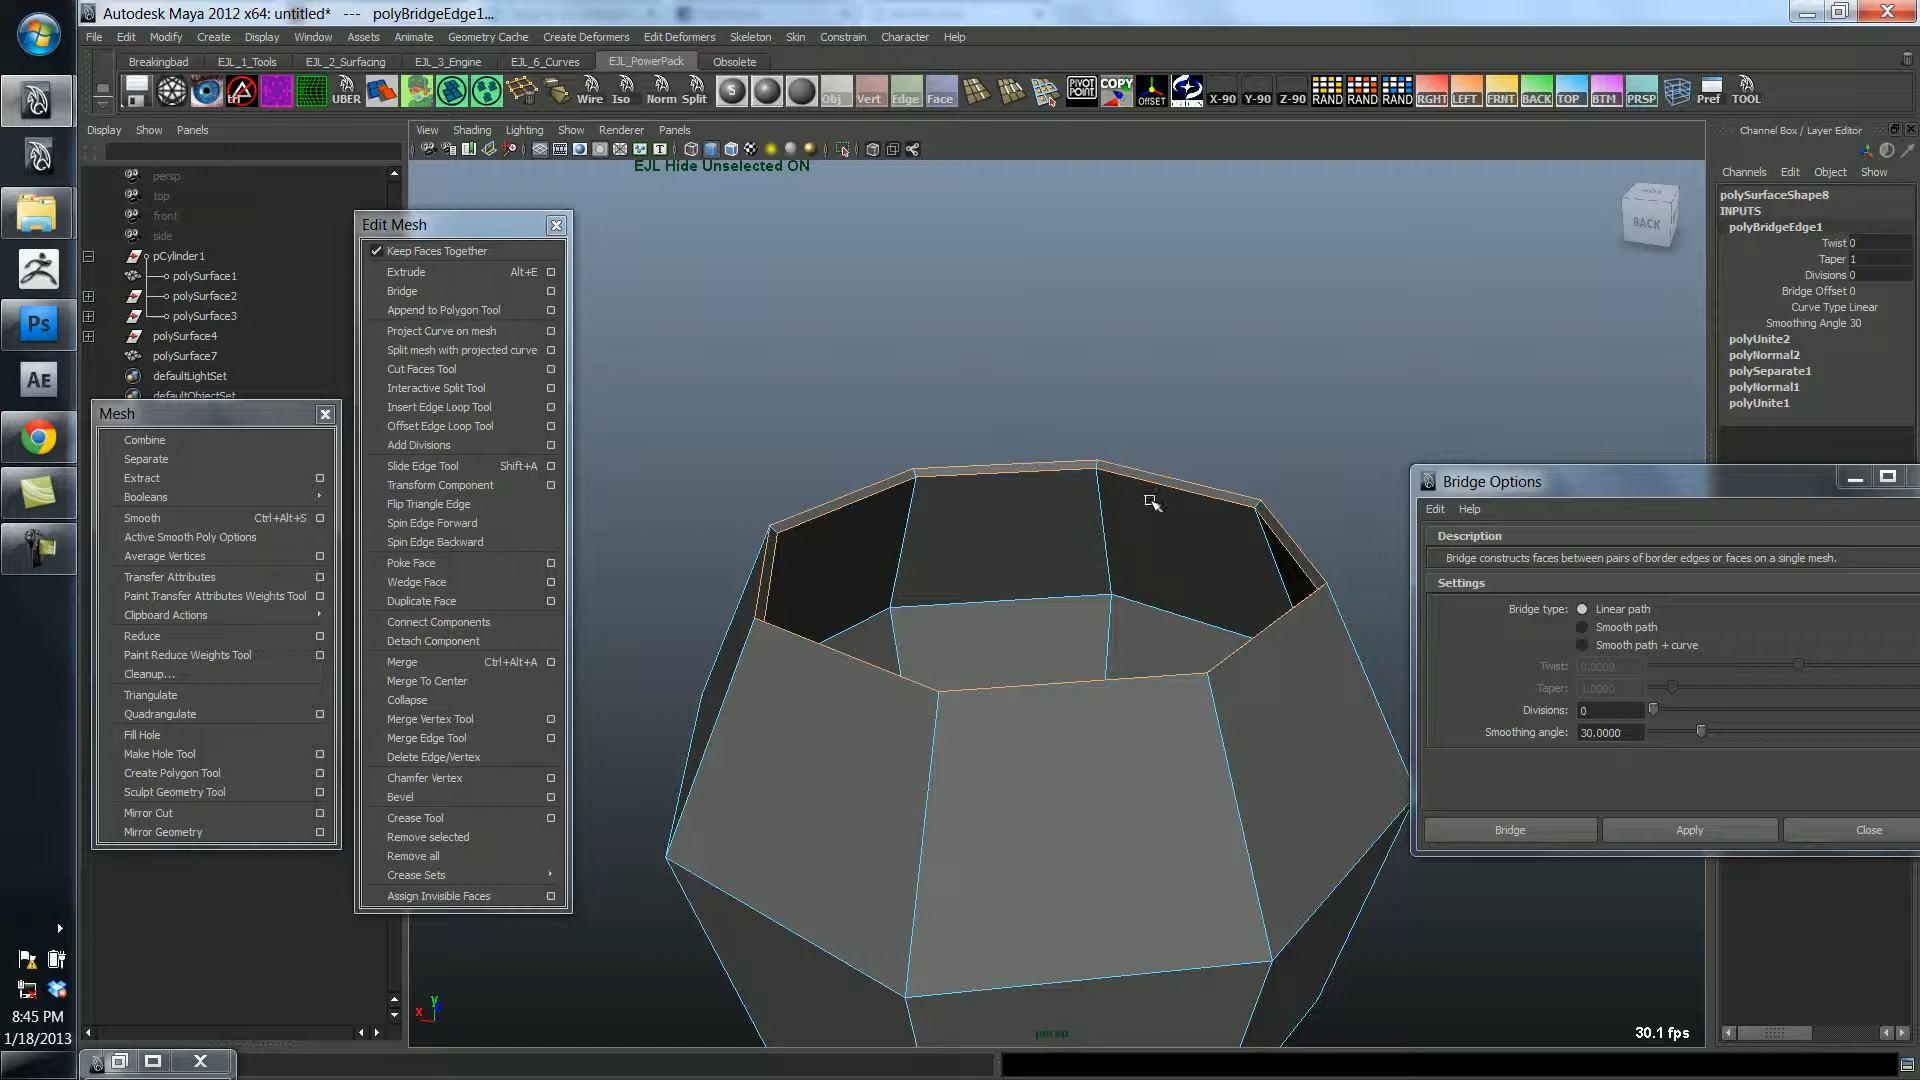 Autodesk Maya 2012 x64: untitled* --- polyBridgeEdge1...
File Edit Modify Create Display Window Assets Animate Geometry Cache Create Deformers Edit Deformers Skeleton Skin Constrain Character Help
Breakingbad EJL_1_Tools EJL_2_Surfacing EJL_3_Engine EJL_6_Curves EJL_PowerPack Obsolete
UBER Wire Iso Norm Split S Obj Vert Edge Face PIVOT POINT COPY OFFSET X-90 Y-90 Z-90 RAND RAND RAND RGHT LEFT FRNT BACK TOP BTM PRSP Pref TOOL
Display Show Panels
View Shading Lighting Show Renderer Panels
EJL Hide Unselected ON
persp
top
front
side
pCylinder1
polySurface1
polySurface2
polySurface3
polySurface4
polySurface7
defaultLightSet
defaultObjectSet
Mesh
Combine
Separate
Extract
Booleans
Smooth Ctrl+Alt+S
Active Smooth Poly Options
Average Vertices
Transfer Attributes
Paint Transfer Attributes Weights Tool
Clipboard Actions
Reduce
Paint Reduce Weights Tool
Cleanup...
Triangulate
Quadrangulate
Fill Hole
Make Hole Tool
Create Polygon Tool
Sculpt Geometry Tool
Mirror Cut
Mirror Geometry
Edit Mesh
Keep Faces Together
Extrude Alt+E
Bridge
Append to Polygon Tool
Project Curve on mesh
Split mesh with projected curve
Cut Faces Tool
Interactive Split Tool
Insert Edge Loop Tool
Offset Edge Loop Tool
Add Divisions
Slide Edge Tool Shift+A
Transform Component
Flip Triangle Edge
Spin Edge Forward
Spin Edge Backward
Poke Face
Wedge Face
Duplicate Face
Connect Components
Detach Component
Merge Ctrl+Alt+A
Merge To Center
Collapse
Merge Vertex Tool
Merge Edge Tool
Delete Edge/Vertex
Chamfer Vertex
Bevel
Crease Tool
Remove selected
Remove all
Crease Sets
Assign Invisible Faces
BACK
Channel Box / Layer Editor
Channels Edit Object Show
polySurfaceShape8
INPUTS
polyBridgeEdge1
Twist 0
Taper 1
Divisions 0
Bridge Offset 0
Curve Type Linear
Smoothing Angle 30
polyUnite2
polyNormal2
polySeparate1
polyNormal1
polyUnite1
Bridge Options
Edit Help
Description
Bridge constructs faces between pairs of border edges or faces on a single mesh.
Settings
Bridge type: Linear path
Smooth path
Smooth path + curve
Twist: 0.0000
Taper: 1.0000
Divisions: 0
Smoothing angle: 30.0000
Bridge Apply Close
Ps
AE
8:45 PM
1/18/2013
y
x
persp
30.1 fps